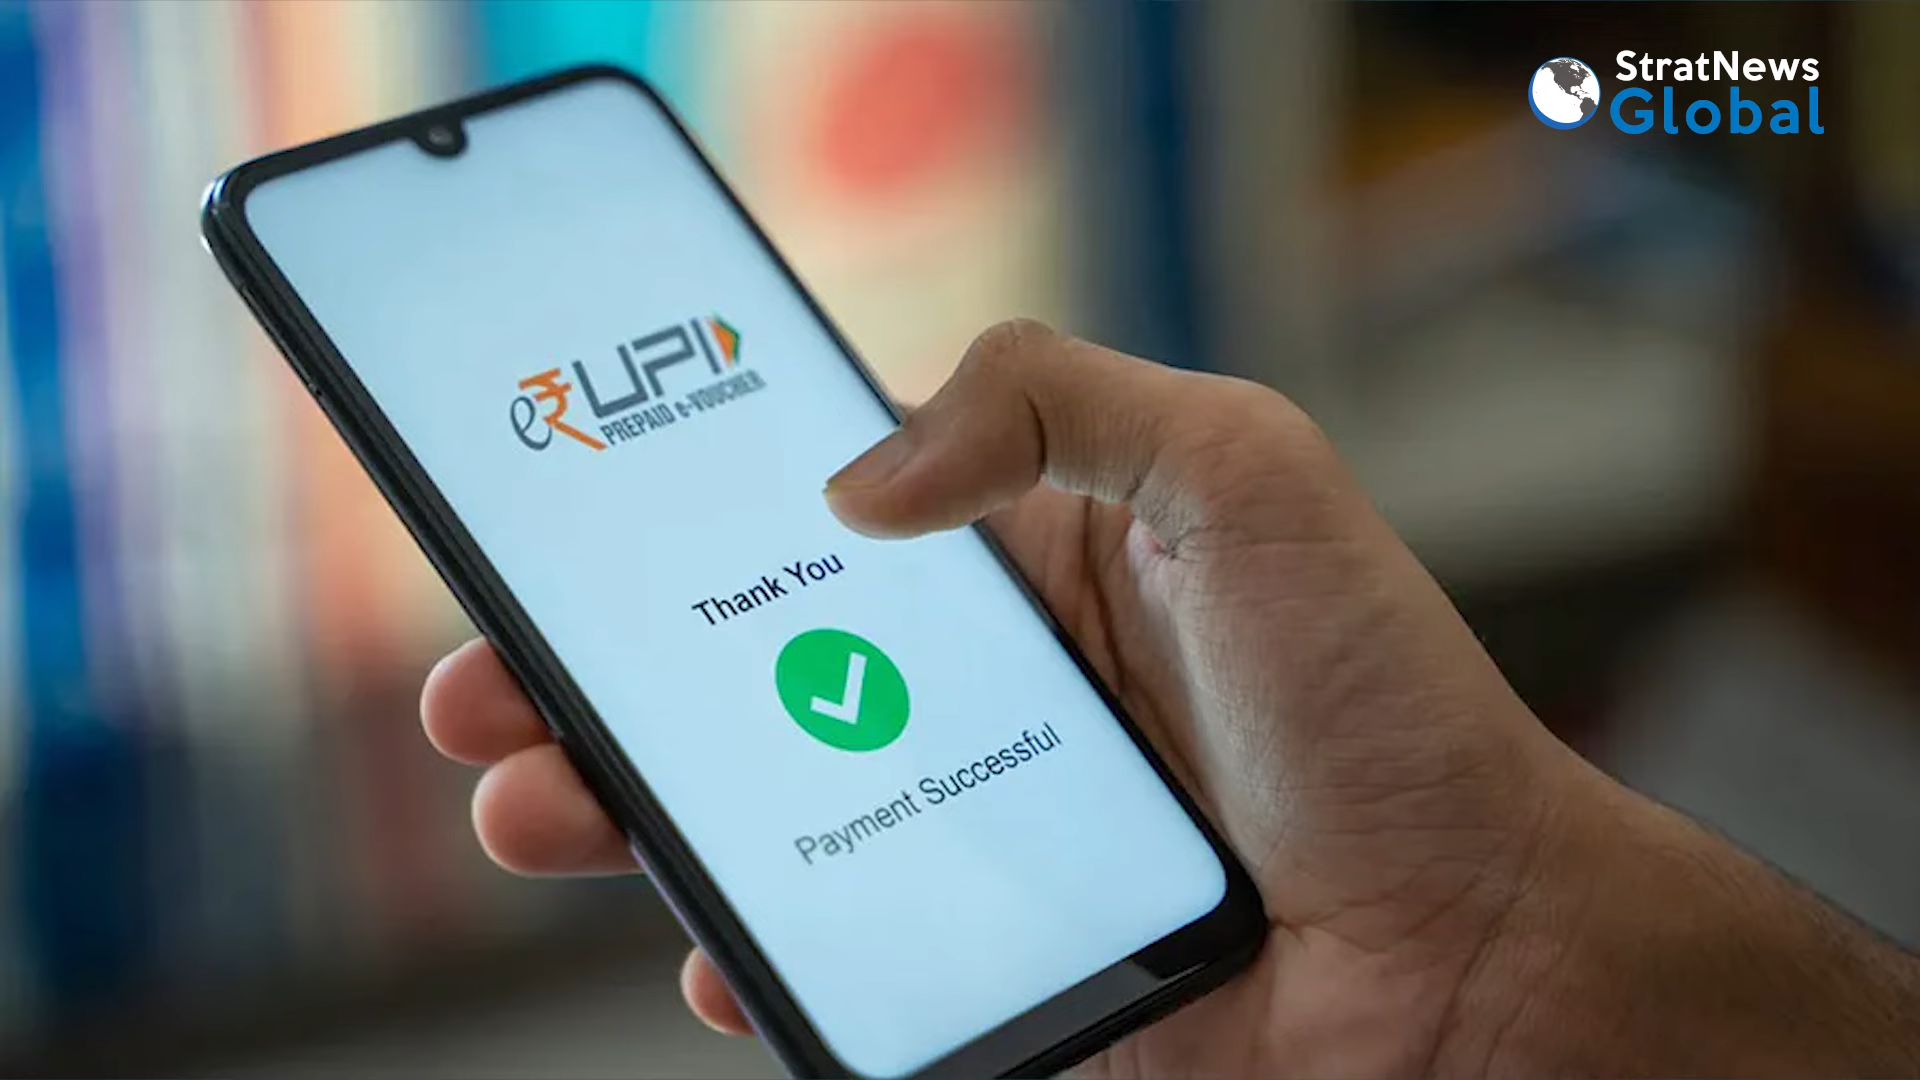 StratNews
Global
e₹UPI
PREPAID e-VOUCHER
Thank You
Payment Successful